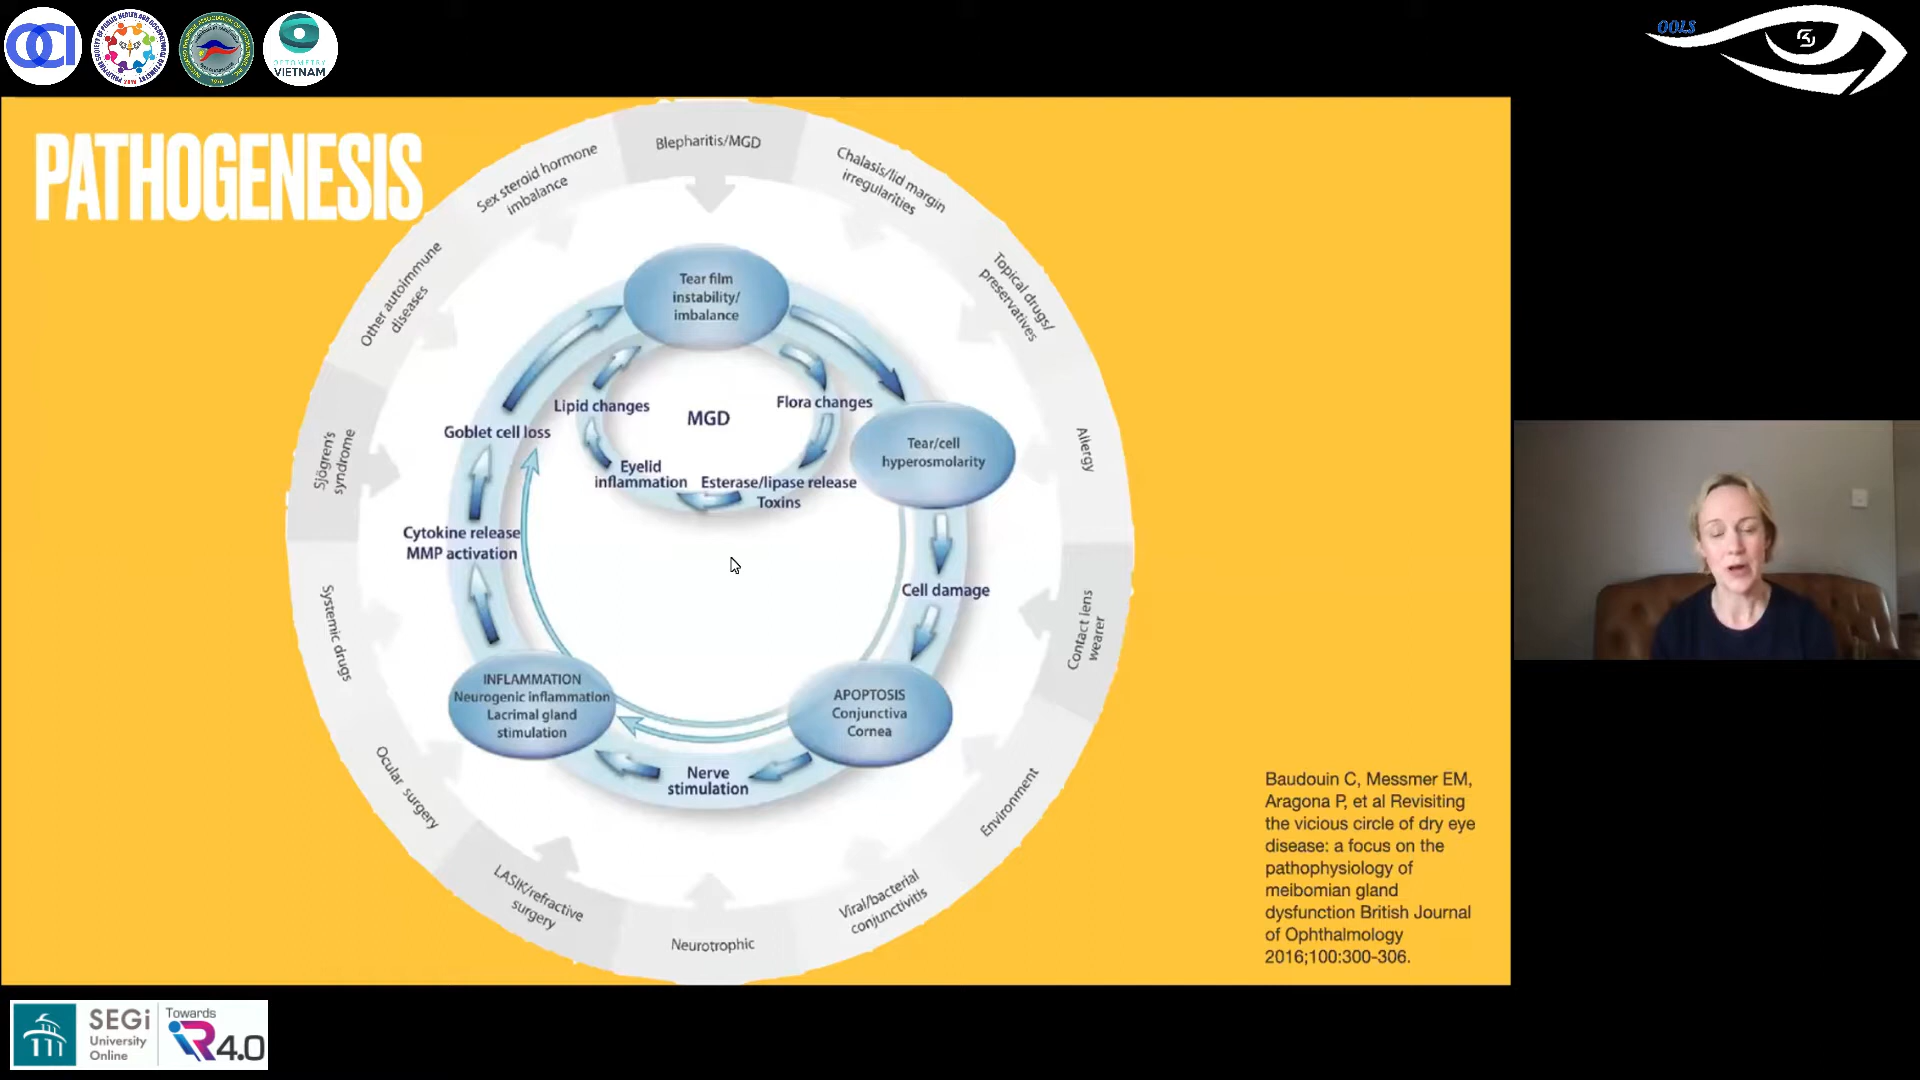 OCI
OPTOMETRY
VIETNAM
OOLS
PATHOGENESIS
Blepharitis/MGD
Chalasis/lid margin
irregularities
Topical drugs/
preservatives
Allergy
Contact lens
wearer
Environment
Viral/bacterial
conjunctivitis
Neurotrophic
LASIK/refractive
surgery
Ocular surgery
Systemic drugs
Sjögren's
syndrome
Other autoimmune
diseases
Sex steroid hormone
imbalance
Tear film
instability/
imbalance
Lipid changes
MGD
Flora changes
Goblet cell loss
Tear/cell
hyperosmolarity
Eyelid
inflammation
Esterase/lipase release
Toxins
Cytokine release
MMP activation
Cell damage
INFLAMMATION
Neurogenic inflammation
Lacrimal gland
stimulation
APOPTOSIS
Conjunctiva
Cornea
Nerve
stimulation
Baudouin C, Messmer EM,
Aragona P, et al Revisiting
the vicious circle of dry eye
disease: a focus on the
pathophysiology of
meibomian gland
dysfunction British Journal
of Ophthalmology
2016;100:300-306.
SEGi
University
Online
Towards
iR4.0